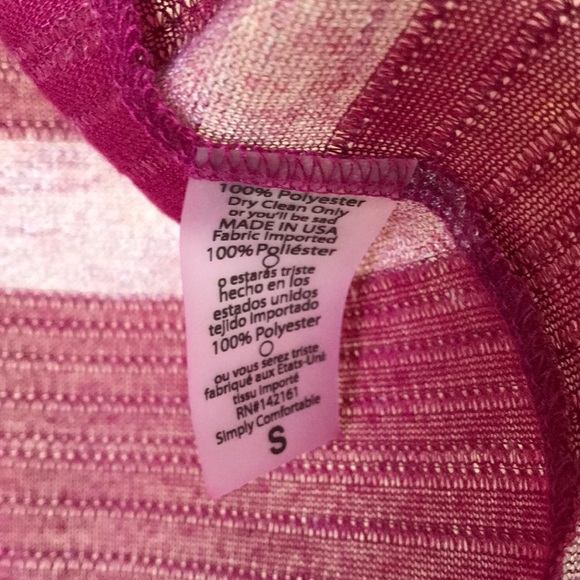 100% Polyester
Dry Clean Only
or you'll be sad
MADE IN USA
Fabric Imported
100% Poliéster
o estarás triste
hecho en los
estados unidos
tejido importado
100% Polyester
ou vous serez triste
fabriqué aux Etats-Uni
tissu importé
RN#142161
Simply Comfortable
S